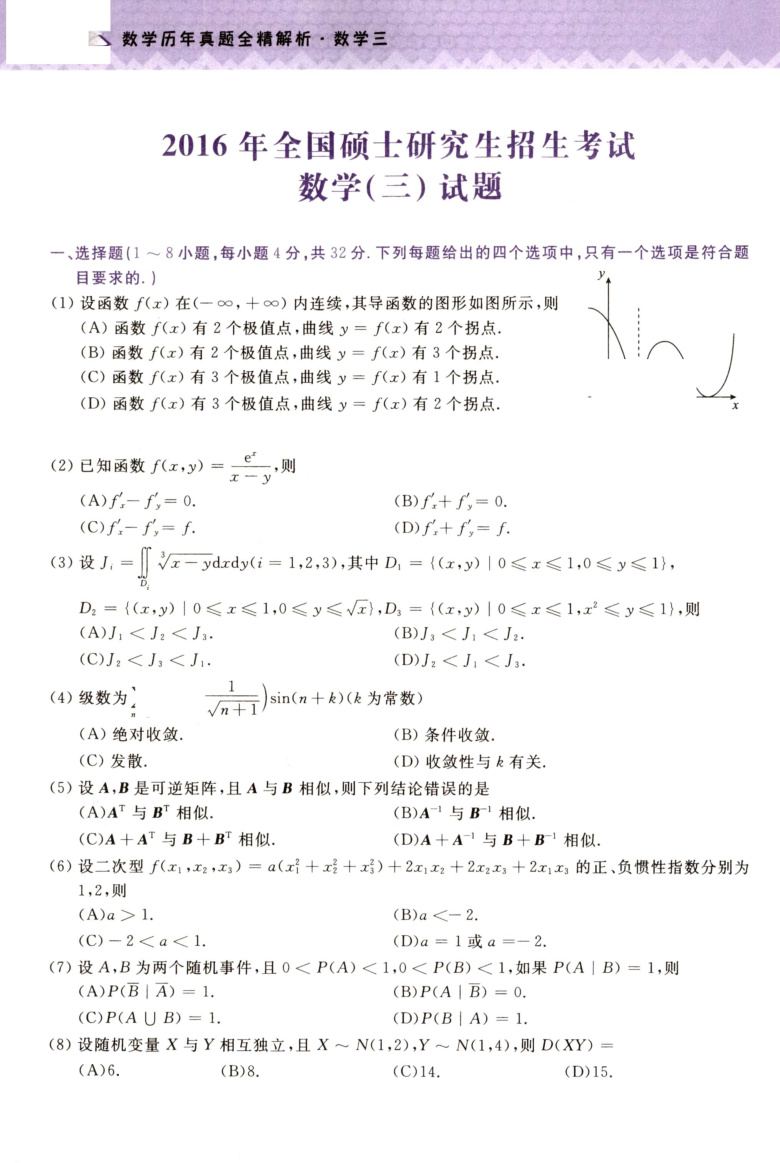 数学历年真题全精解析·数学三
2016 年全国硕士研究生招生考试
数学(三)试题
一、选择题(1～8小题,每小题4分,共32分.下列每题给出的四个选项中,只有一个选项是符合题
目要求的.)
(1) 设函数 f(x) 在(-∞,+∞) 内连续,其导函数的图形如图所示,则
(A) 函数 f(x) 有 2 个极值点,曲线 y = f(x) 有 2 个拐点.
(B) 函数 f(x) 有 2 个极值点,曲线 y = f(x) 有 3 个拐点.
(C) 函数 f(x) 有 3 个极值点,曲线 y = f(x) 有 1 个拐点.
(D) 函数 f(x) 有 3 个极值点,曲线 y = f(x) 有 2 个拐点.
y
x
(2) 已知函数 f(x,y) = e^x/(x-y),则
(A) f′ₓ - f′ᵧ = 0. (B) f′ₓ + f′ᵧ = 0.
(C) f′ₓ - f′ᵧ = f. (D) f′ₓ + f′ᵧ = f.
(3) 设 Jᵢ = ∬_{Dᵢ} ∛(x-y) dxdy(i = 1,2,3),其中 D₁ = {(x,y) | 0≤x≤1,0≤y≤1},
D₂ = {(x,y) | 0≤x≤1,0≤y≤√x},D₃ = {(x,y) | 0≤x≤1,x²≤y≤1},则
(A) J₁ < J₂ < J₃. (B) J₃ < J₁ < J₂.
(C) J₂ < J₃ < J₁. (D) J₂ < J₁ < J₃.
(4) 级数为 1/√(n+1)) sin(n+k)(k 为常数)
(A) 绝对收敛. (B) 条件收敛.
(C) 发散. (D) 收敛性与 k 有关.
(5) 设 A,B 是可逆矩阵,且 A 与 B 相似,则下列结论错误的是
(A) Aᵀ 与 Bᵀ 相似. (B) A⁻¹ 与 B⁻¹ 相似.
(C) A + Aᵀ 与 B + Bᵀ 相似. (D) A + A⁻¹ 与 B + B⁻¹ 相似.
(6) 设二次型 f(x₁,x₂,x₃) = a(x₁² + x₂² + x₃²) + 2x₁x₂ + 2x₂x₃ + 2x₁x₃ 的正、负惯性指数分别为
1,2,则
(A) a > 1. (B) a < -2.
(C) -2 < a < 1. (D) a = 1 或 a = -2.
(7) 设 A,B 为两个随机事件,且 0 < P(A) < 1,0 < P(B) < 1,如果 P(A | B) = 1,则
(A) P(B̅ | A̅) = 1. (B) P(A | B̅) = 0.
(C) P(A ∪ B) = 1. (D) P(B | A) = 1.
(8) 设随机变量 X 与 Y 相互独立,且 X ~ N(1,2),Y ~ N(1,4),则 D(XY) =
(A)6. (B)8. (C)14. (D)15.